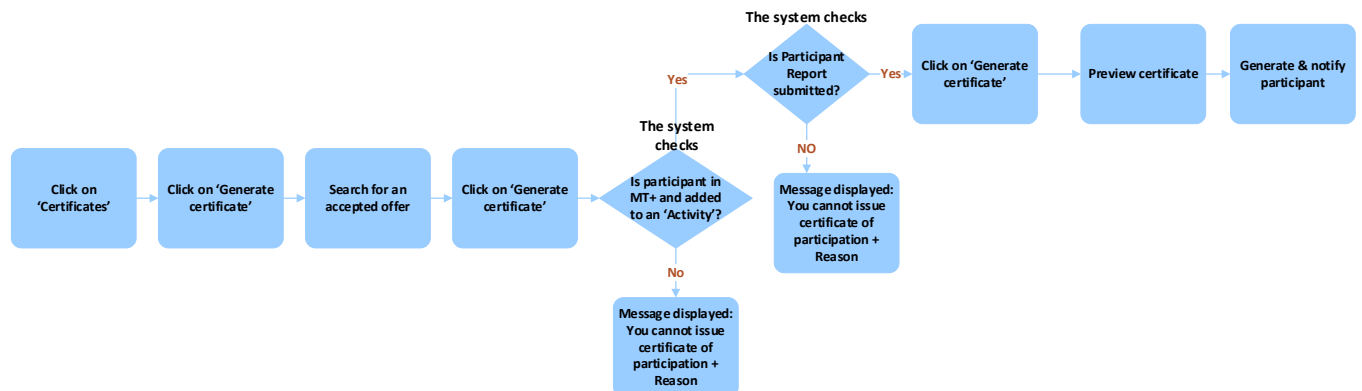 Click on
‘Certificates’
Click on ‘Generate
certificate’
Search for an
accepted offer
Click on ‘Generate
certificate’
The system
checks
Is participant in
MT+ and added
to an ‘Activity’?
No
Message displayed:
You cannot issue
certificate of
participation +
Reason
Yes
The system checks
Is Participant
Report
submitted?
NO
Message displayed:
You cannot issue
certificate of
participation +
Reason
Yes
Click on ‘Generate
certificate’
Preview certificate
Generate & notify
participant